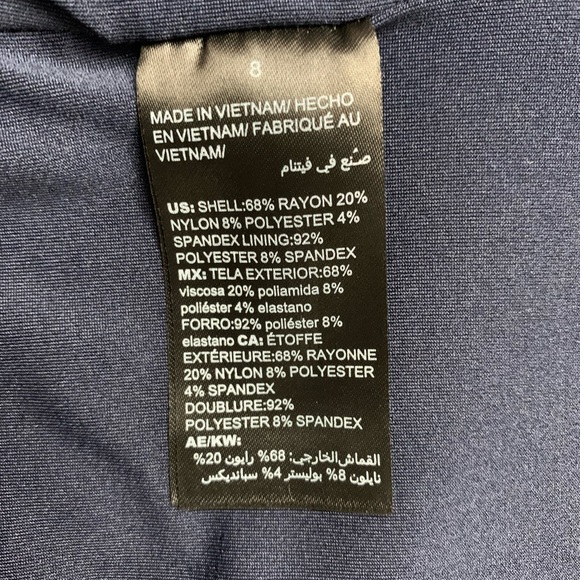 8
MADE IN VIETNAM/ HECHO
EN VIETNAM/ FABRIQUÉ AU
VIETNAM/
صنع في فيتنام
US: SHELL:68% RAYON 20%
NYLON 8% POLYESTER 4%
SPANDEX LINING:92%
POLYESTER 8% SPANDEX
MX: TELA EXTERIOR:68%
viscosa 20% poliamida 8%
poliéster 4% elastano
FORRO:92% poliéster 8%
elastano CA: ÉTOFFE
EXTÉRIEURE:68% RAYONNE
20% NYLON 8% POLYESTER
4% SPANDEX
DOUBLURE:92%
POLYESTER 8% SPANDEX
AE/KW:
القماش الخارجي: 68% رايون 20%
نايلون 8% بوليستر 4% سبانديكس